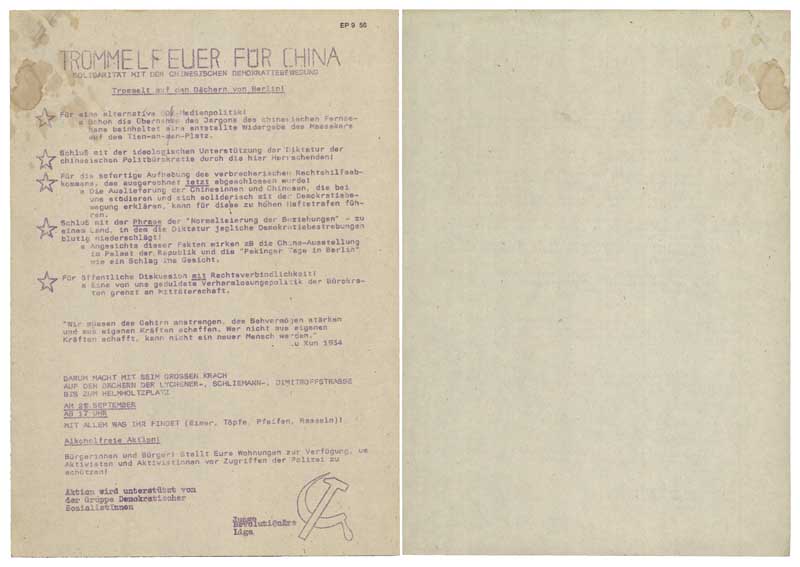 EP 9 56
TROMMELFEUER FÜR CHINA
SOLIDARITÄT MIT DER CHINESISCHEN DEMOKRATIEBEWEGUNG
Trommelt auf den Dächern von Berlin!
Für eine alternative DDR-Medienpolitik!
Schon die Übernahme des Jargons des chinesischen Fernse-
hens beinhaltet eine entstellte Widergabe des Massakers
auf dem Tien-an-men-Platz.
Schluß mit der ideologischen Unterstützung der Diktatur der
chinesischen Politbürokratie durch die hier Herrschenden!
Für die sofortige Aufhebung des verbrecherischen Rechtshilfeab-
kommens, das ausgerechnet jetzt abgeschlossen wurde!
Die Auslieferung der Chinesinnen und Chinesen, die bei
uns studieren und sich solidarisch mit der Demokratiebe-
wegung erklären, kann für diese zu hohen Haftstrafen füh-
ren.
Schluß mit der Phrase der "Normalisierung der Beziehungen" - zu
einem Land, in dem die Diktatur jegliche Demokratiebestrebungen
blutig niederschlägt!
Angesichts dieser Fakten wirken zB die China-Ausstellung
im Palast der Republik und die "Pekinger Tage in Berlin"
wie ein Schlag ins Gesicht.
Für öffentliche Diskussion mit Rechtsverbindlichkeit!
Eine von uns geduldete Verharmlosungspolitik der Bürokra-
ten grenzt an Mittäterschaft.
"Wir müssen das Gehirn anstrengen, das Sehvermögen stärken
und aus eigenen Kräften schaffen. Wer nicht aus eigenen
Kräften schafft, kann nicht ein neuer Mensch werden."
Lu Xun 1934
DARUM MACHT MIT BEIM GROSSEN KRACH
AUF DEN DÄCHERN DER LYCHENER-, SCHLIEMANN-, DIMITROFFSTRASSE
BIS ZUM HELMHOLTZPLATZ
SEPTEMBER
AB 17 UHR
MIT ALLEM WAS IHR FINDET (Eimer, Töpfe, Pfeifen, Rasseln)!
Alkoholfreie Aktion!
Bürgerinnen und Bürger! Stellt Eure Wohnungen zur Verfügung, um
Aktivisten und Aktivistinnen vor Zugriffen der Polizei zu
schützen!
Aktion wird unterstützt von
der Gruppe Demokratischer
SozialistInnen
Junge
Revolutionäre
Liga